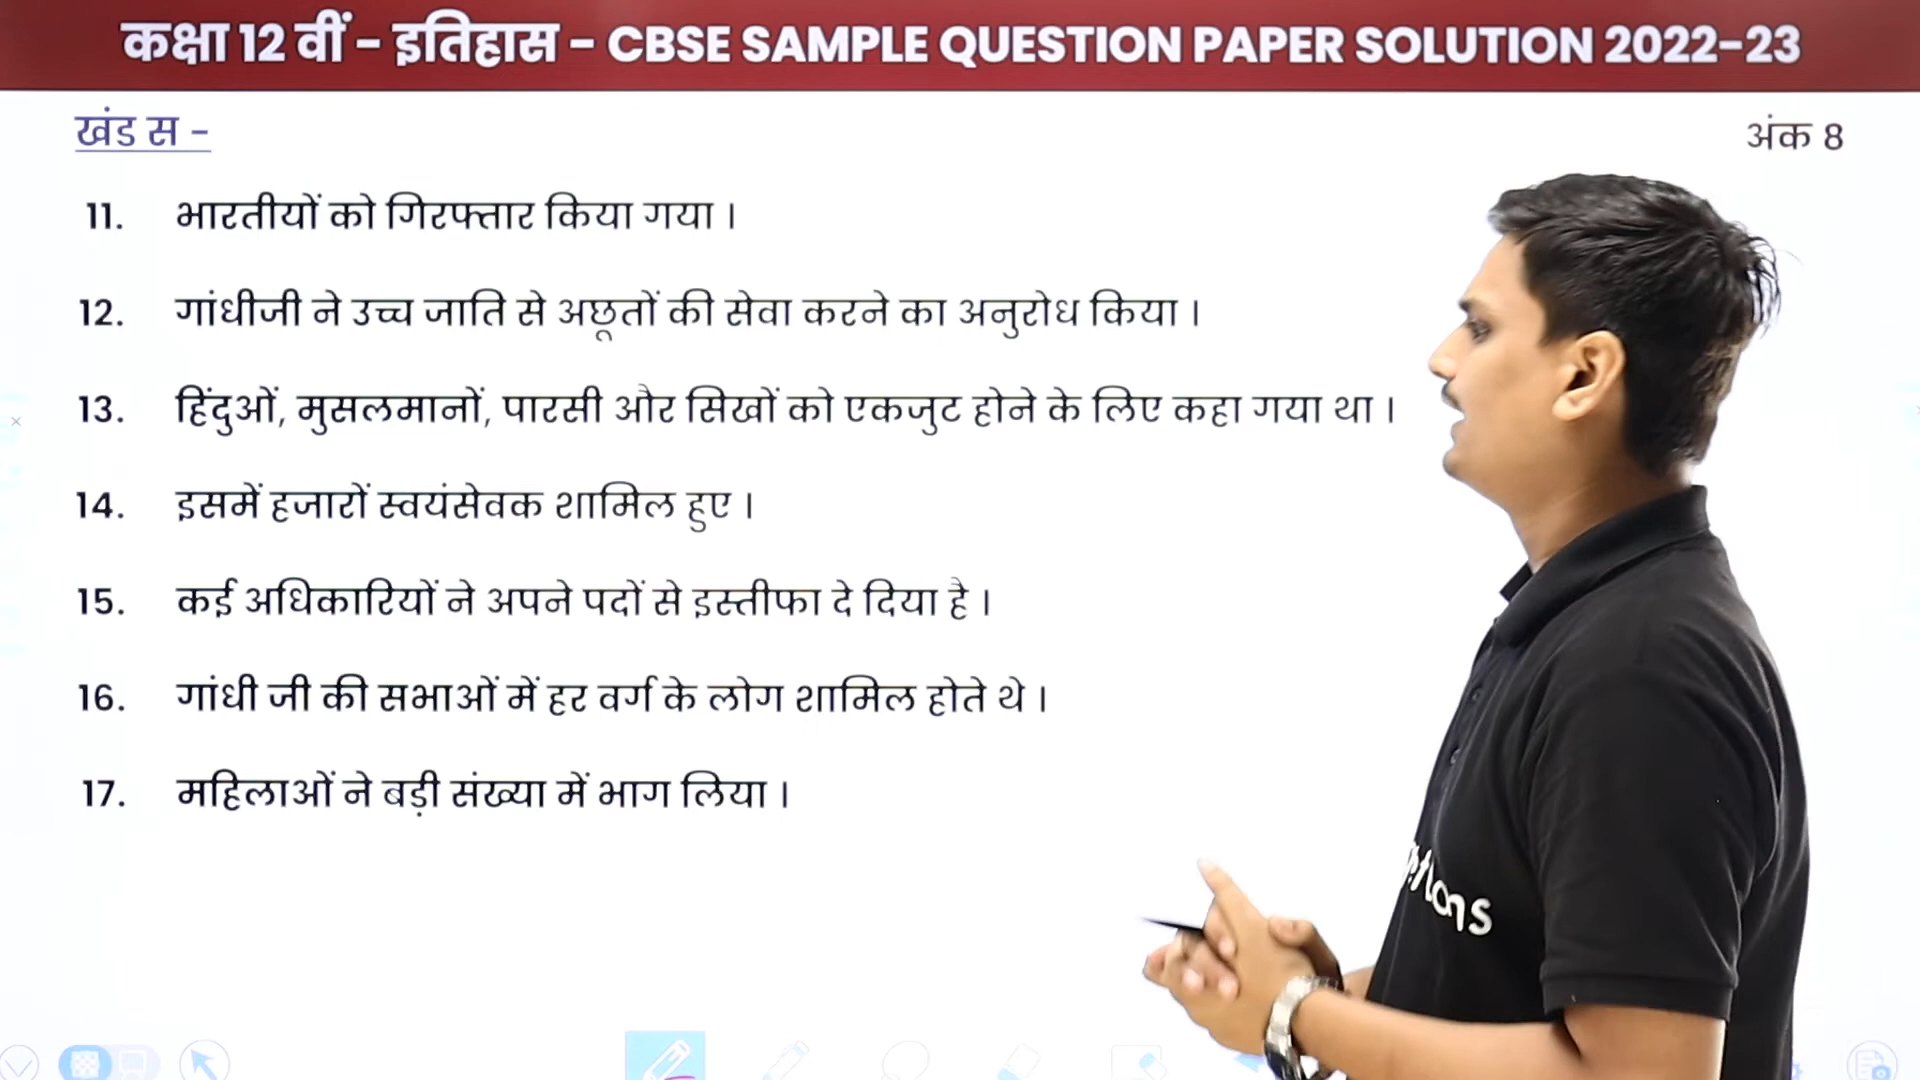 कक्षा 12 वीं - इतिहास - CBSE SAMPLE QUESTION PAPER SOLUTION 2022-23
खंड स -
अंक 8
11. भारतीयों को गिरफ्तार किया गया ।
12. गांधीजी ने उच्च जाति से अछूतों की सेवा करने का अनुरोध किया ।
13. हिंदुओं, मुसलमानों, पारसी और सिखों को एकजुट होने के लिए कहा गया था ।
14. इसमें हजारों स्वयंसेवक शामिल हुए ।
15. कई अधिकारियों ने अपने पदों से इस्तीफा दे दिया है ।
16. गांधी जी की सभाओं में हर वर्ग के लोग शामिल होते थे ।
17. महिलाओं ने बड़ी संख्या में भाग लिया ।